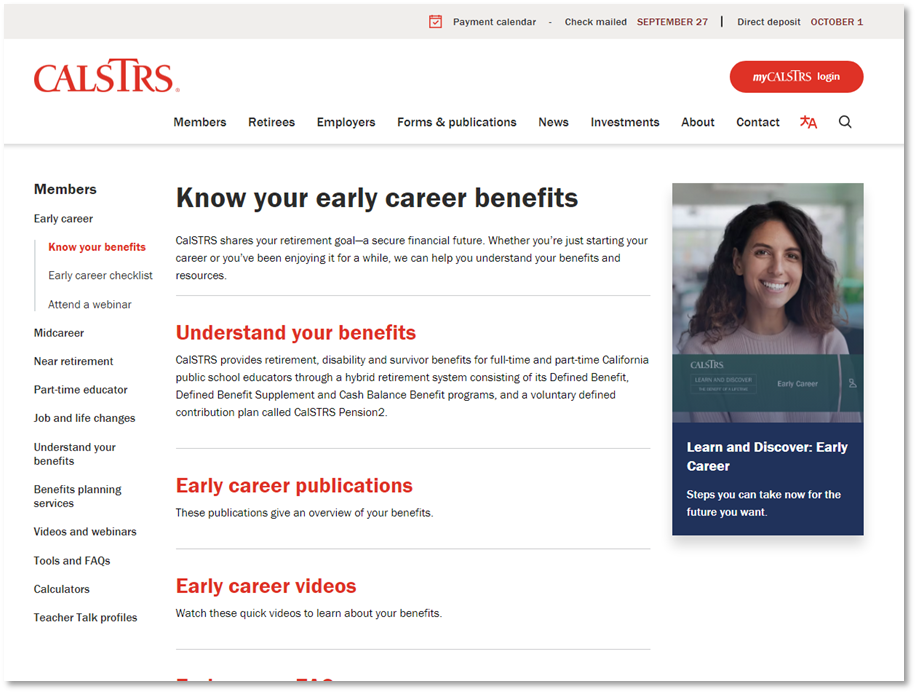 Payment calendar - Check mailed SEPTEMBER 27 | Direct deposit OCTOBER 1
CALSTRS®
myCALSTRS login
Members Retirees Employers Forms & publications News Investments About Contact 文A
Members
Early career
Know your benefits
Early career checklist
Attend a webinar
Midcareer
Near retirement
Part-time educator
Job and life changes
Understand your
benefits
Benefits planning
services
Videos and webinars
Tools and FAQs
Calculators
Teacher Talk profiles
Know your early career benefits
CalSTRS shares your retirement goal—a secure financial future. Whether you're just starting your
career or you've been enjoying it for a while, we can help you understand your benefits and
resources.
Understand your benefits
CalSTRS provides retirement, disability and survivor benefits for full-time and part-time California
public school educators through a hybrid retirement system consisting of its Defined Benefit,
Defined Benefit Supplement and Cash Balance Benefit programs, and a voluntary defined
contribution plan called CalSTRS Pension2.
Early career publications
These publications give an overview of your benefits.
Early career videos
Watch these quick videos to learn about your benefits.
CALSTRS
LEARN AND DISCOVER
THE BENEFIT OF A LIFETIME
Early Career
Learn and Discover: Early
Career
Steps you can take now for the
future you want.